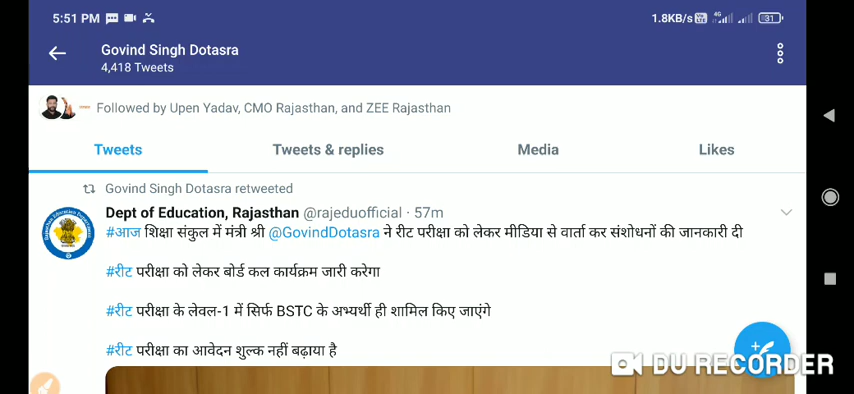 5:51 PM
1.8KB/s 4G 31
Govind Singh Dotasra
4,418 Tweets
Followed by Upen Yadav, CMO Rajasthan, and ZEE Rajasthan
Tweets Tweets & replies Media Likes
Govind Singh Dotasra retweeted
Dept of Education, Rajasthan @rajeduofficial · 57m
#आज शिक्षा संकुल में मंत्री श्री @GovindDotasra ने रीट परीक्षा को लेकर मीडिया से वार्ता कर संशोधनों की जानकारी दी
#रीट परीक्षा को लेकर बोर्ड कल कार्यक्रम जारी करेगा
#रीट परीक्षा के लेवल-1 में सिर्फ BSTC के अभ्यर्थी ही शामिल किए जाएंगे
#रीट परीक्षा का आवेदन शुल्क नहीं बढ़ाया है
DU RECORDER